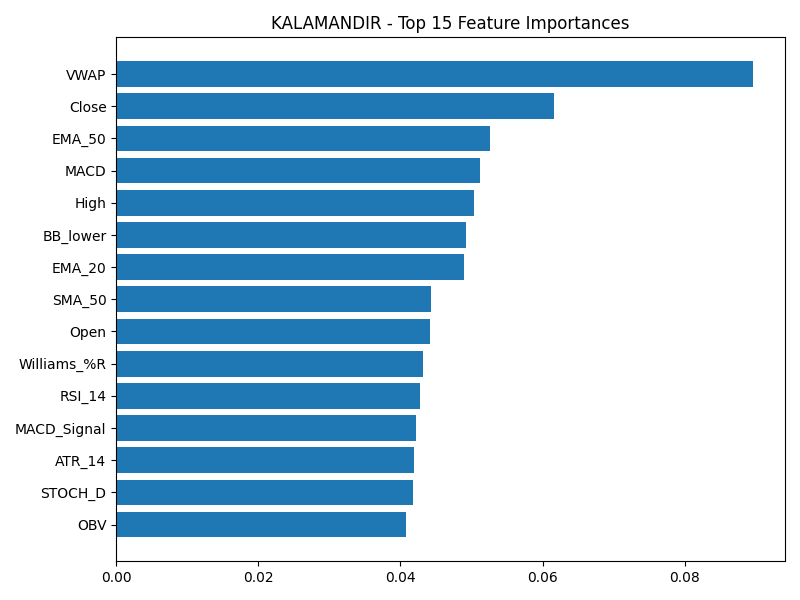 KALAMANDIR - Top 15 Feature Importances
VWAP
Close
EMA_50
MACD
High
BB_lower
EMA_20
SMA_50
Open
Williams_%R
RSI_14
MACD_Signal
ATR_14
STOCH_D
OBV
0.00 0.02 0.04 0.06 0.08